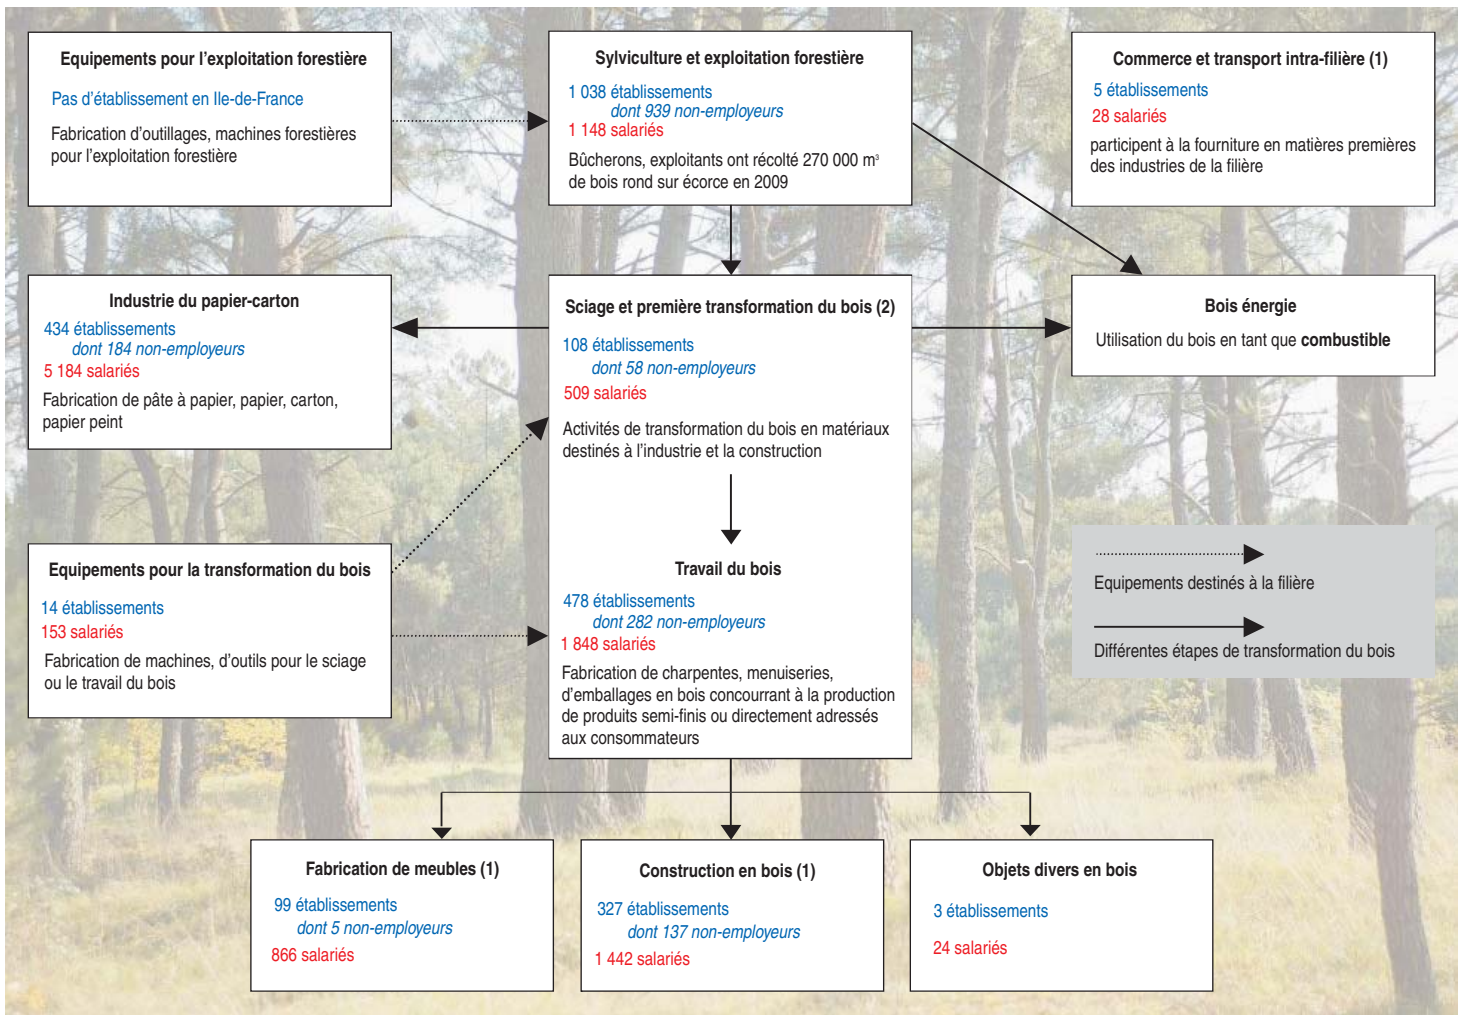 Equipements pour l'exploitation forestière
Pas d'établissement en Ile-de-France
Fabrication d'outillages, machines forestières
pour l'exploitation forestière
Sylviculture et exploitation forestière
1 038 établissements
dont 939 non-employeurs
1 148 salariés
Bûcherons, exploitants ont récolté 270 000 m³
de bois rond sur écorce en 2009
Commerce et transport intra-filière (1)
5 établissements
28 salariés
participent à la fourniture en matières premières
des industries de la filière
Industrie du papier-carton
434 établissements
dont 184 non-employeurs
5 184 salariés
Fabrication de pâte à papier, papier, carton,
papier peint
Sciage et première transformation du bois (2)
108 établissements
dont 58 non-employeurs
509 salariés
Activités de transformation du bois en matériaux
destinés à l'industrie et la construction
Bois énergie
Utilisation du bois en tant que combustible
Equipements pour la transformation du bois
14 établissements
153 salariés
Fabrication de machines, d'outils pour le sciage
ou le travail du bois
Travail du bois
478 établissements
dont 282 non-employeurs
1 848 salariés
Fabrication de charpentes, menuiseries,
d'emballages en bois concourrant à la production
de produits semi-finis ou directement adressés
aux consommateurs
Equipements destinés à la filière
Différentes étapes de transformation du bois
Fabrication de meubles (1)
99 établissements
dont 5 non-employeurs
866 salariés
Construction en bois (1)
327 établissements
dont 137 non-employeurs
1 442 salariés
Objets divers en bois
3 établissements
24 salariés